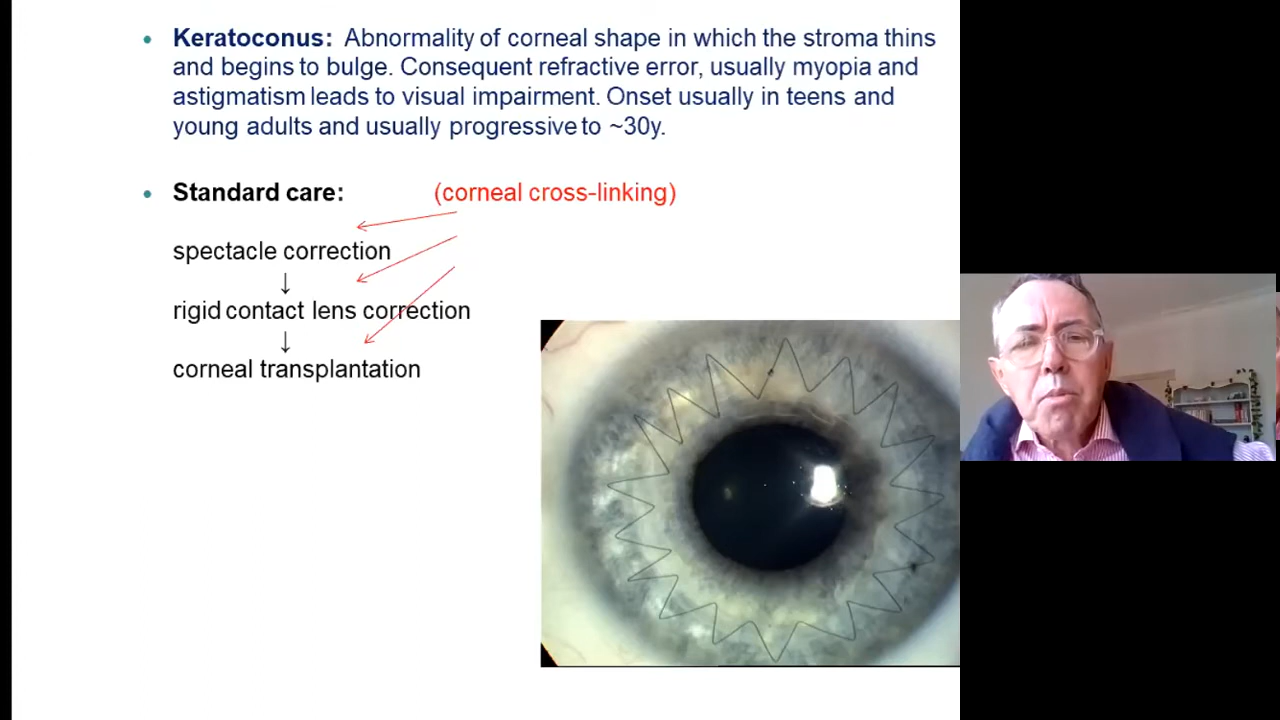 • Keratoconus: Abnormality of corneal shape in which the stroma thins
and begins to bulge. Consequent refractive error, usually myopia and
astigmatism leads to visual impairment. Onset usually in teens and
young adults and usually progressive to ~30y.
• Standard care: (corneal cross-linking)
spectacle correction
↓
rigid contact lens correction
↓
corneal transplantation